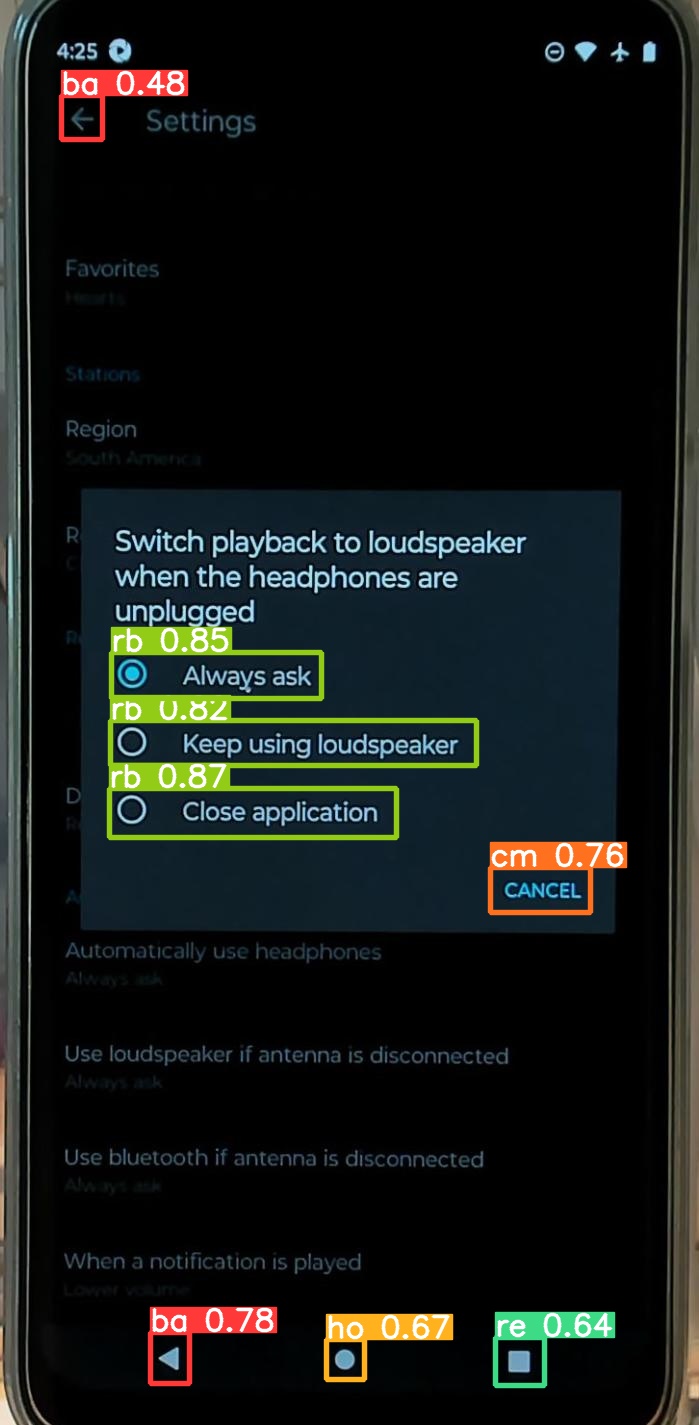 4:25
ba 0.48
Settings
Favorites
Hearts
Stations
Region
South America
R
Switch playback to loudspeaker
when the headphones are
unplugged
rb 0.85
Always ask
rb 0.82
Keep using loudspeaker
rb 0.87
Close application
D
cm 0.76
CANCEL
Automatically use headphones
Always ask
Use loudspeaker if antenna is disconnected
Always ask
Use bluetooth if antenna is disconnected
Always ask
When a notification is played
Lower volume
ba 0.78
ho 0.67
re 0.64